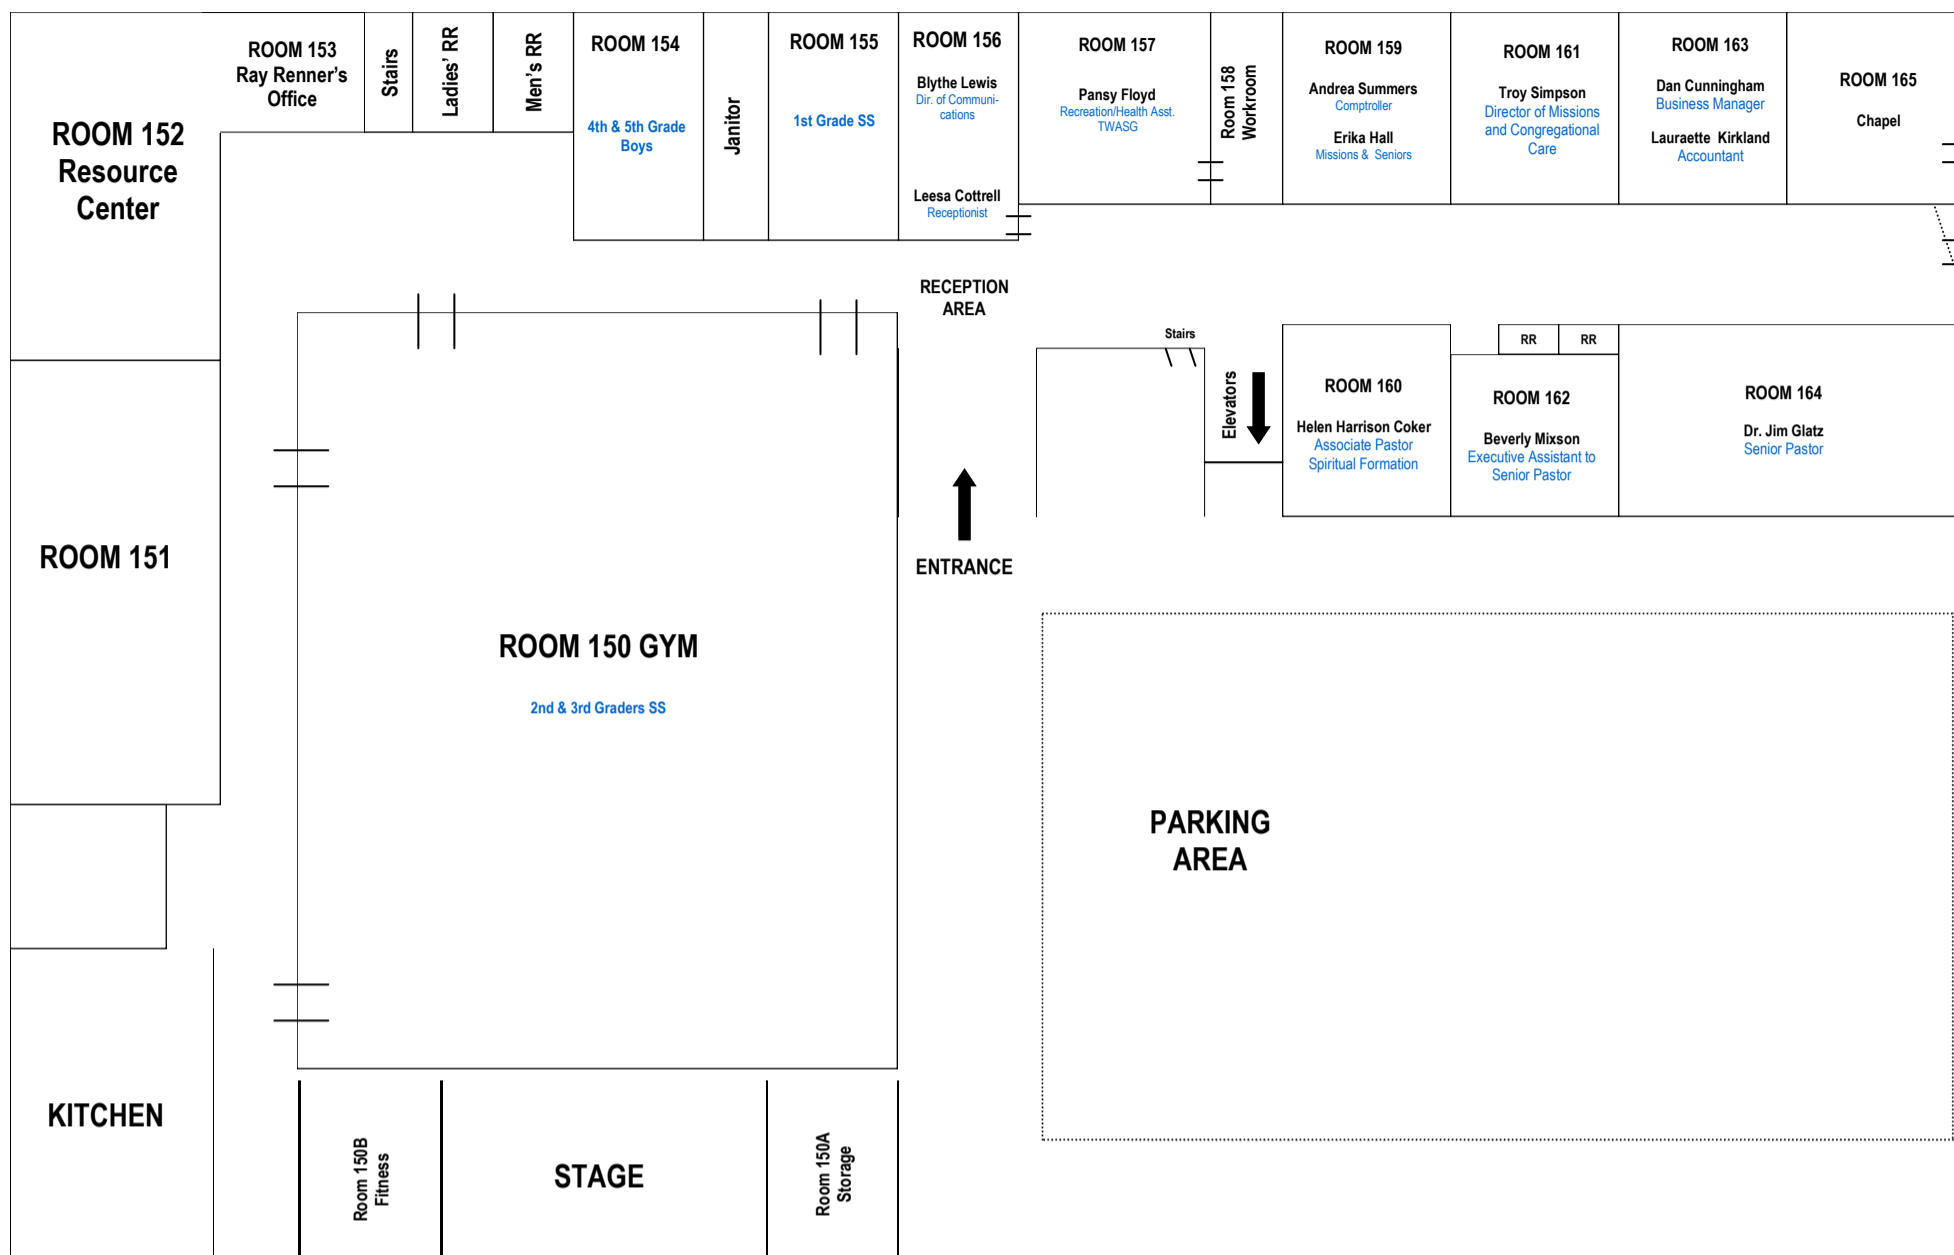 ROOM 152
Resource
Center
ROOM 153
Ray Renner's
Office
Stairs
Ladies' RR
Men's RR
ROOM 154
4th & 5th Grade
Boys
Janitor
ROOM 155
1st Grade SS
ROOM 156
Blythe Lewis
Dir. of Communi-
cations
Leesa Cottrell
Receptionist
ROOM 157
Pansy Floyd
Recreation/Health Asst.
TWASG
Room 158
Workroom
ROOM 159
Andrea Summers
Comptroller
Erika Hall
Missions & Seniors
ROOM 161
Troy Simpson
Director of Missions
and Congregational
Care
ROOM 163
Dan Cunningham
Business Manager
Lauraette Kirkland
Accountant
ROOM 165
Chapel
RECEPTION
AREA
Stairs
Elevators
ROOM 160
Helen Harrison Coker
Associate Pastor
Spiritual Formation
RR
RR
ROOM 162
Beverly Mixson
Executive Assistant to
Senior Pastor
ROOM 164
Dr. Jim Glatz
Senior Pastor
ENTRANCE
ROOM 151
ROOM 150 GYM
2nd & 3rd Graders SS
PARKING
AREA
KITCHEN
Room 150B
Fitness
STAGE
Room 150A
Storage